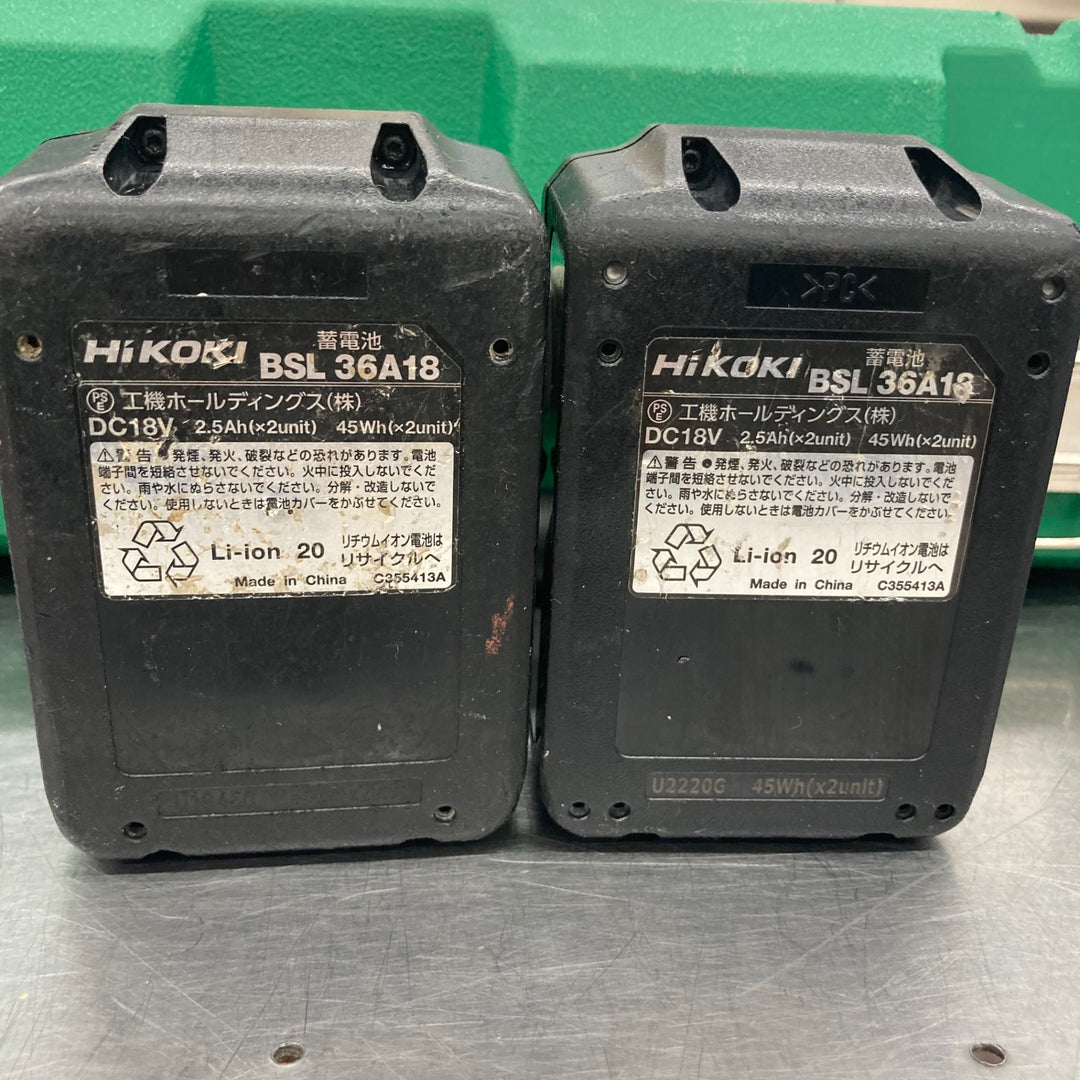 HiKOKI 蓄電池
BSL 36A18
PSE 工機ホールディングス(株)
DC18V 2.5Ah(×2unit) 45Wh(×2unit)
⚠警告 ●発煙、発火、破裂などの恐れがあります。電池
端子間を短絡させないでください。火中に投入しないでくだ
さい。雨や水にぬらさないでください。分解・改造しないで
ください。使用しないときは電池カバーをかぶせてください。
Li-ion 20 リチウムイオン電池は
リサイクルへ
Made in China C355413A
>PC<
HiKOKI 蓄電池
BSL 36A18
PSE 工機ホールディングス(株)
DC18V 2.5Ah(×2unit) 45Wh(×2unit)
⚠警告 ●発煙、発火、破裂などの恐れがあります。電池
端子間を短絡させないでください。火中に投入しないでくだ
さい。雨や水にぬらさないでください。分解・改造しないで
ください。使用しないときは電池カバーをかぶせてください。
Li-ion 20 リチウムイオン電池は
リサイクルへ
Made in China C355413A
U2220G 45Wh(x2unit)